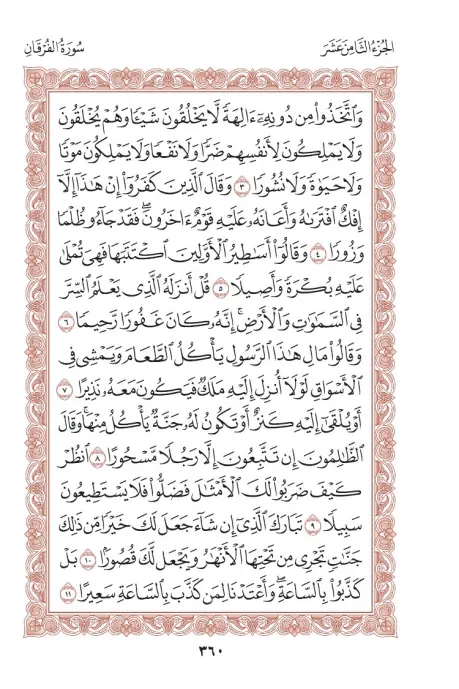 الجزء الثامن عشر
سورة الفرقان
وَٱتَّخَذُوا۟ مِن دُونِهِۦٓ ءَالِهَةً لَّا يَخْلُقُونَ شَيْـًٔا وَهُمْ يُخْلَقُونَ
وَلَا يَمْلِكُونَ لِأَنفُسِهِمْ ضَرًّا وَلَا نَفْعًا وَلَا يَمْلِكُونَ مَوْتًا
وَلَا حَيَوٰةً وَلَا نُشُورًا ٣ وَقَالَ ٱلَّذِينَ كَفَرُوٓا۟ إِنْ هَـٰذَآ إِلَّآ
إِفْكٌ ٱفْتَرَىٰهُ وَأَعَانَهُۥ عَلَيْهِ قَوْمٌ ءَاخَرُونَ ۖ فَقَدْ جَآءُو ظُلْمًا
وَزُورًا ٤ وَقَالُوٓا۟ أَسَـٰطِيرُ ٱلْأَوَّلِينَ ٱكْتَتَبَهَا فَهِىَ تُمْلَىٰ
عَلَيْهِ بُكْرَةً وَأَصِيلًا ٥ قُلْ أَنزَلَهُ ٱلَّذِى يَعْلَمُ ٱلسِّرَّ
فِى ٱلسَّمَـٰوَٰتِ وَٱلْأَرْضِ ۚ إِنَّهُۥ كَانَ غَفُورًا رَّحِيمًا ٦
وَقَالُوا۟ مَالِ هَـٰذَا ٱلرَّسُولِ يَأْكُلُ ٱلطَّعَامَ وَيَمْشِى فِى
ٱلْأَسْوَاقِ ۙ لَوْلَآ أُنزِلَ إِلَيْهِ مَلَكٌ فَيَكُونَ مَعَهُۥ نَذِيرًا ٧
أَوْ يُلْقَىٰٓ إِلَيْهِ كَنزٌ أَوْ تَكُونُ لَهُۥ جَنَّةٌ يَأْكُلُ مِنْهَا ۚ وَقَالَ
ٱلظَّـٰلِمُونَ إِن تَتَّبِعُونَ إِلَّا رَجُلًا مَّسْحُورًا ٨ ٱنظُرْ
كَيْفَ ضَرَبُوا۟ لَكَ ٱلْأَمْثَـٰلَ فَضَلُّوا۟ فَلَا يَسْتَطِيعُونَ
سَبِيلًا ٩ تَبَارَكَ ٱلَّذِىٓ إِن شَآءَ جَعَلَ لَكَ خَيْرًا مِّن ذَٰلِكَ
جَنَّـٰتٍ تَجْرِى مِن تَحْتِهَا ٱلْأَنْهَـٰرُ وَيَجْعَل لَّكَ قُصُورًا ١٠ بَلْ
كَذَّبُوا۟ بِٱلسَّاعَةِ ۖ وَأَعْتَدْنَا لِمَن كَذَّبَ بِٱلسَّاعَةِ سَعِيرًا ١١
٣٦٠